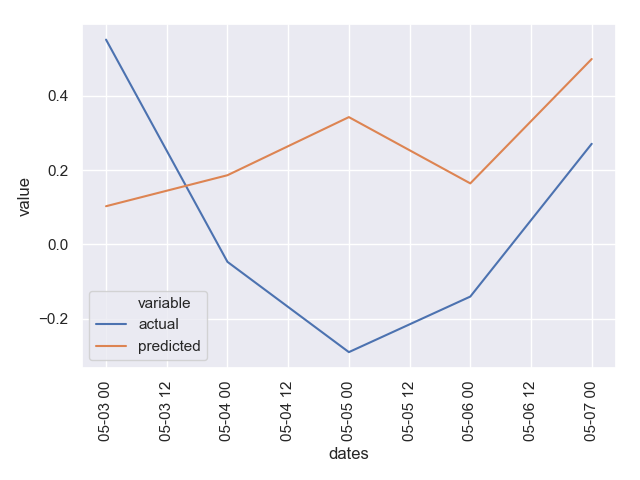 0.4
0.2
0.0
−0.2
value
variable
actual
predicted
05-03 00
05-03 12
05-04 00
05-04 12
05-05 00
05-05 12
05-06 00
05-06 12
05-07 00
dates